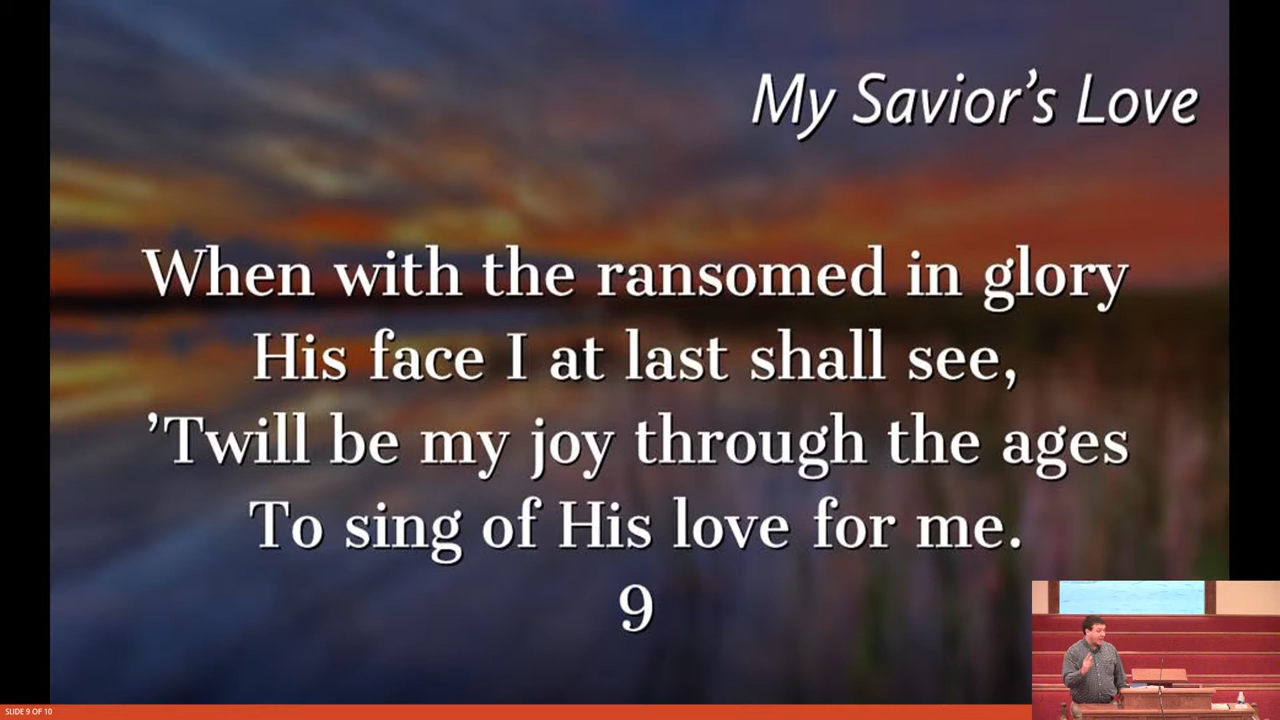 My Savior’s Love
When with the ransomed in glory
His face I at last shall see,
’Twill be my joy through the ages
To sing of His love for me.
9
SLIDE 9 OF 10